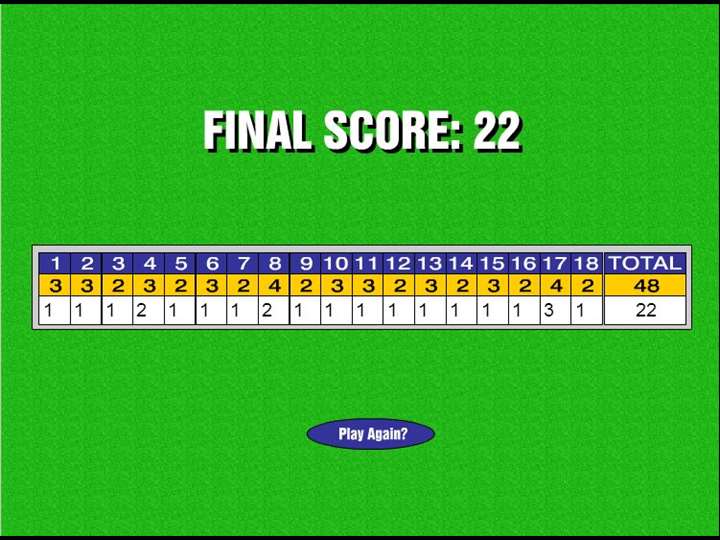 FINAL SCORE: 22
1 2 3 4 5 6 7 8 9 10 11 12 13 14 15 16 17 18 TOTAL
3 3 2 3 2 3 2 4 2 3 3 2 3 2 3 2 4 2 48
1 1 1 2 1 1 1 2 1 1 1 1 1 1 1 1 3 1 22
Play Again?